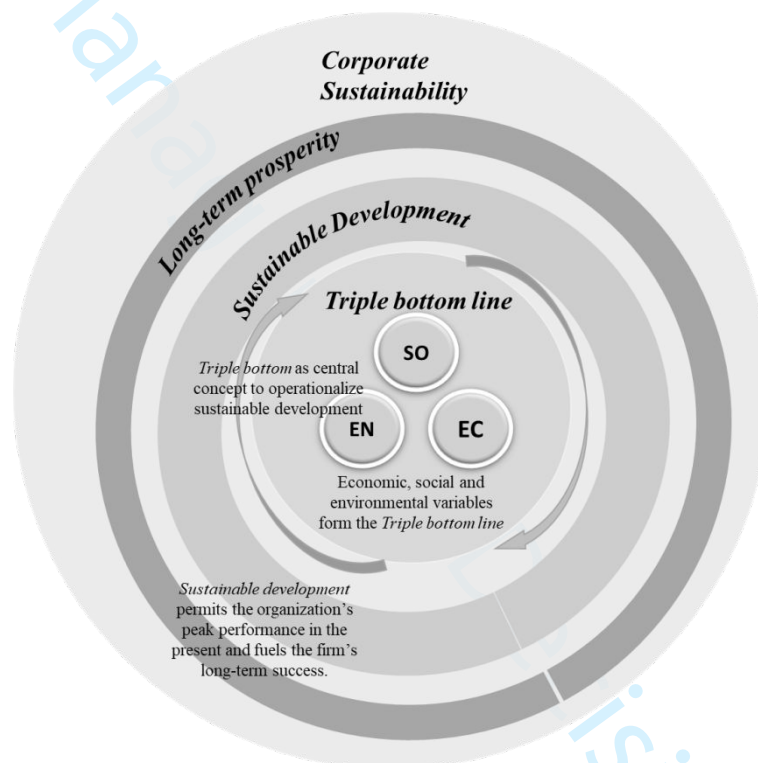 Corporate
Sustainability
Long-term prosperity
Sustainable Development
Triple bottom line
SO
Triple bottom as central
concept to operationalize
sustainable development
EN
EC
Economic, social and
environmental variables
form the Triple bottom line
Sustainable development
permits the organization's
peak performance in the
present and fuels the firm's
long-term success.